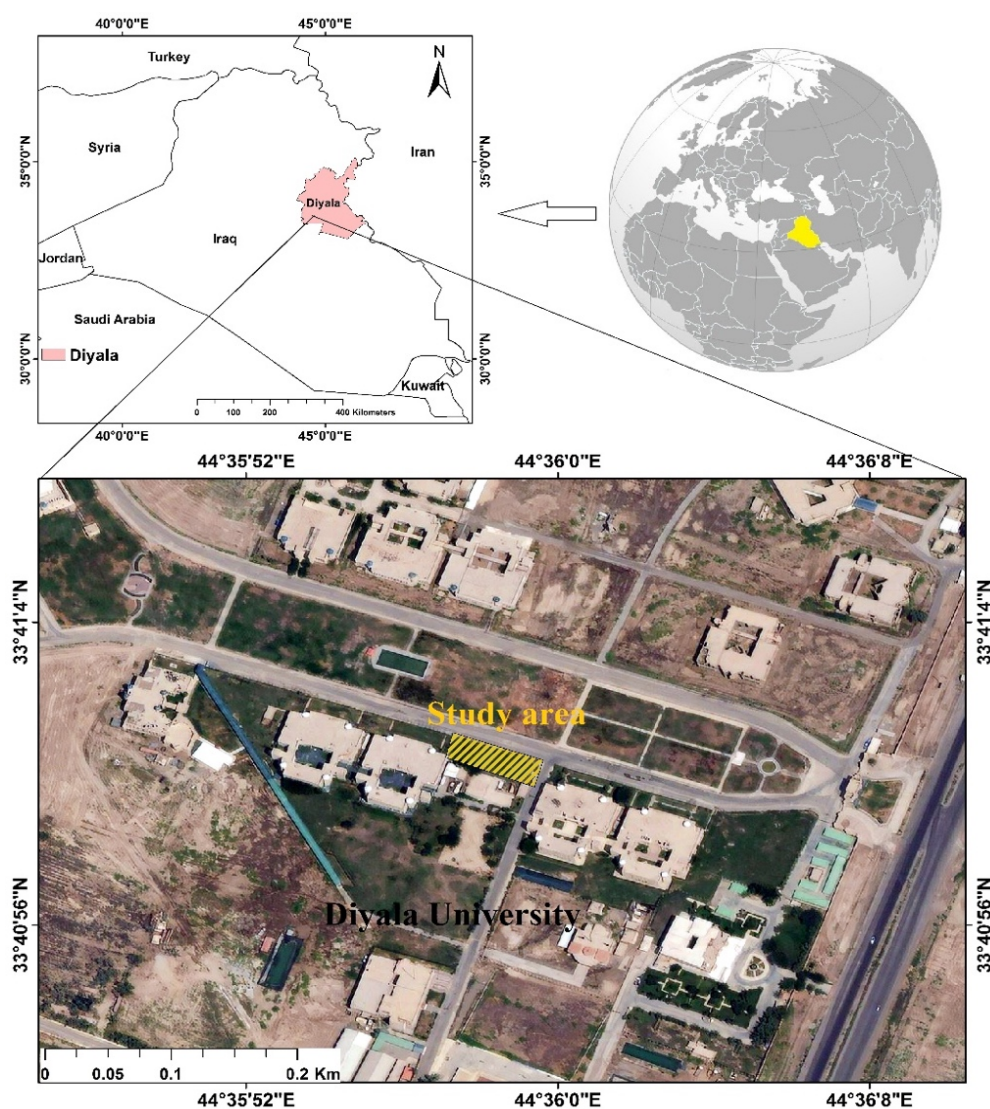 40°0'0"E 45°0'0"E
N
Turkey
Syria
Iran
35°0'0"N
35°0'0"N
Diyala
Iraq
Jordan
Saudi Arabia
Diyala
30°0'0"N
30°0'0"N
Kuwait
0 100 200 400 Kilometers
40°0'0"E 45°0'0"E
44°35'52"E 44°36'0"E 44°36'8"E
33°41'4"N
33°41'4"N
Study area
Diyala University
33°40'56"N
33°40'56"N
0 0.05 0.1 0.2 Km
44°35'52"E 44°36'0"E 44°36'8"E